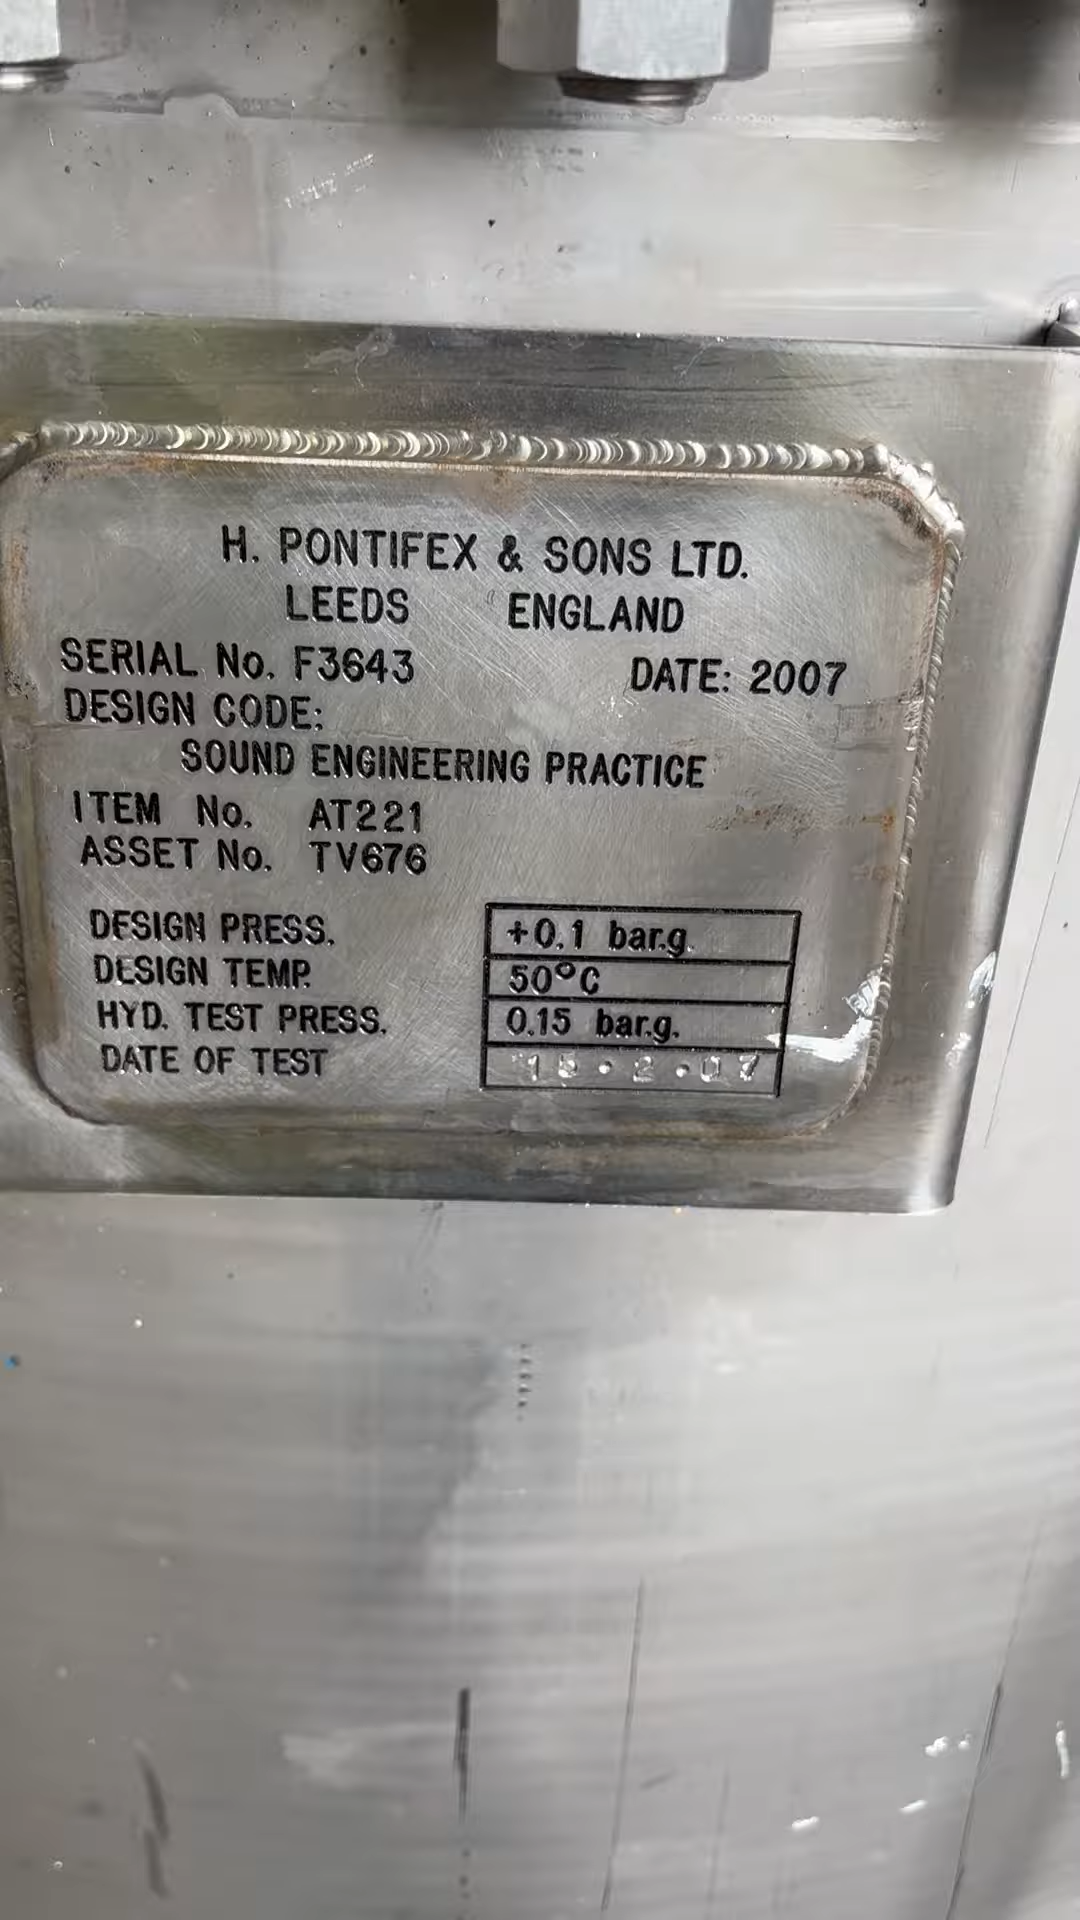 H. PONTIFEX & SONS LTD.
LEEDS ENGLAND
SERIAL No. F3643 DATE: 2007
DESIGN CODE:
SOUND ENGINEERING PRACTICE
ITEM No. AT221
ASSET No. TV676
DESIGN PRESS. +0.1 bar.g.
DESIGN TEMP. 50°C
HYD. TEST PRESS. 0.15 bar.g.
DATE OF TEST 15.2.07